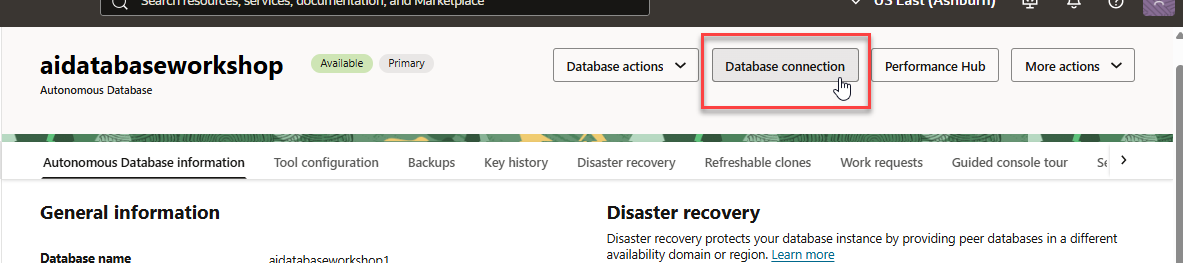 Search resources, services, documentation, and Marketplace
US East (Ashburn)
aidatabaseworkshop
Available
Primary
Autonomous Database
Database actions
Database connection
Performance Hub
More actions
Autonomous Database information
Tool configuration
Backups
Key history
Disaster recovery
Refreshable clones
Work requests
Guided console tour
General information
Database name
aidatabaseworkshop1
Disaster recovery
Disaster recovery protects your database instance by providing peer databases in a different
availability domain or region. Learn more